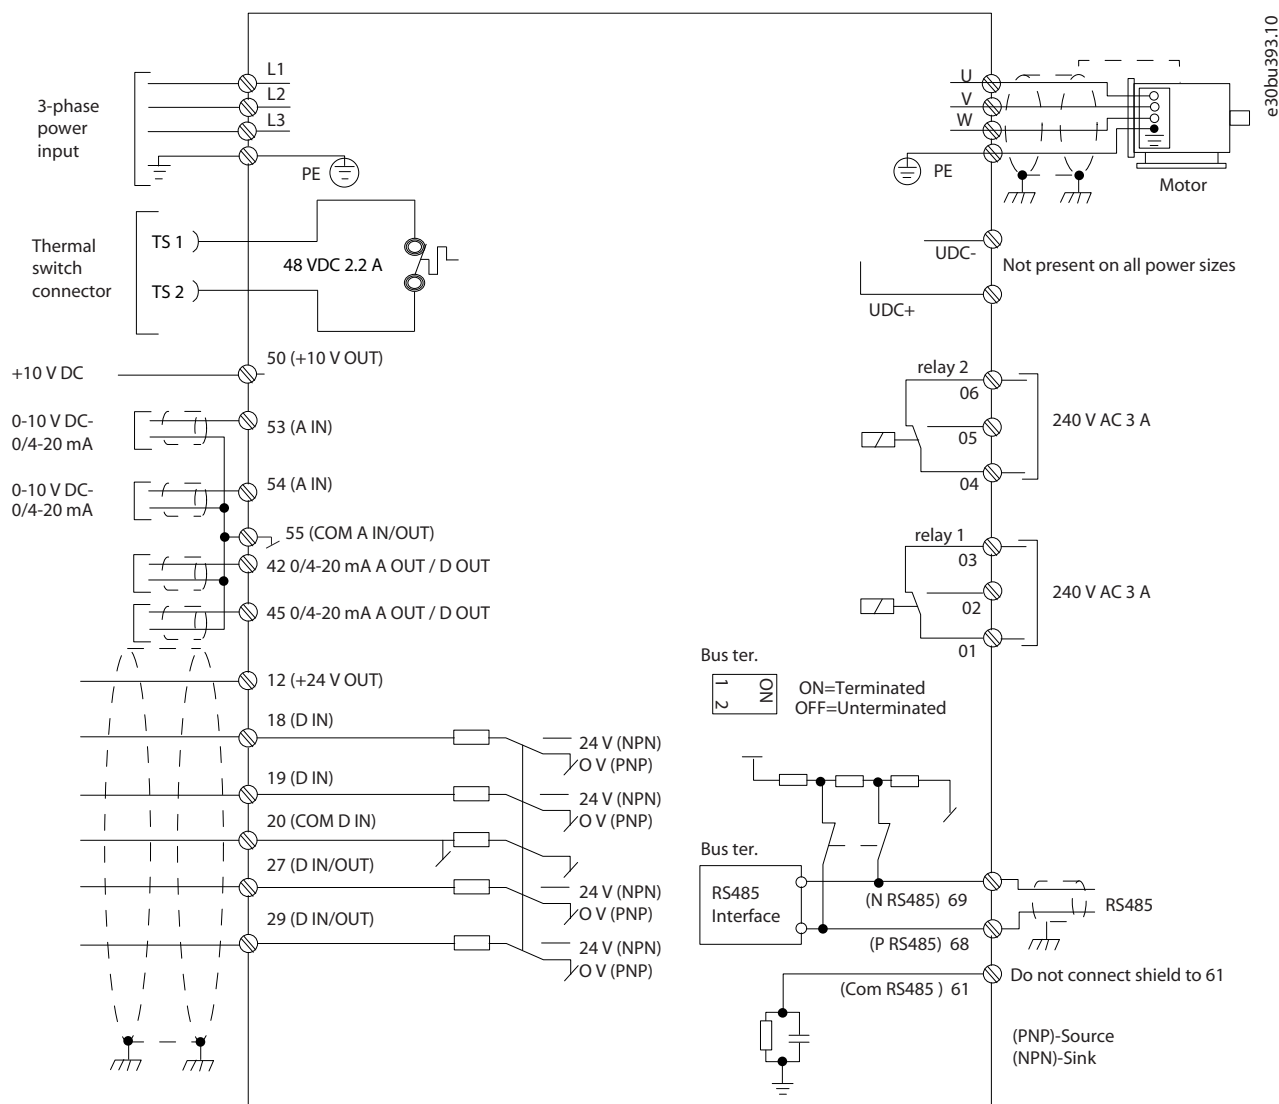 e30bu393.10
3-phase
power
input
L1
L2
L3
PE
U
V
W
PE
Motor
Thermal
switch
connector
TS 1
TS 2
48 VDC 2.2 A
UDC-
Not present on all power sizes
UDC+
+10 V DC
50 (+10 V OUT)
0-10 V DC-
0/4-20 mA
53 (A IN)
0-10 V DC-
0/4-20 mA
54 (A IN)
55 (COM A IN/OUT)
42 0/4-20 mA A OUT / D OUT
45 0/4-20 mA A OUT / D OUT
12 (+24 V OUT)
18 (D IN)
24 V (NPN)
O V (PNP)
19 (D IN)
24 V (NPN)
O V (PNP)
20 (COM D IN)
27 (D IN/OUT)
24 V (NPN)
O V (PNP)
29 (D IN/OUT)
24 V (NPN)
O V (PNP)
relay 2
06
05
04
240 V AC 3 A
relay 1
03
02
01
240 V AC 3 A
Bus ter.
1
2
ON
ON=Terminated
OFF=Unterminated
Bus ter.
RS485
Interface
(N RS485) 69
RS485
(P RS485) 68
(Com RS485 ) 61
Do not connect shield to 61
(PNP)-Source
(NPN)-Sink